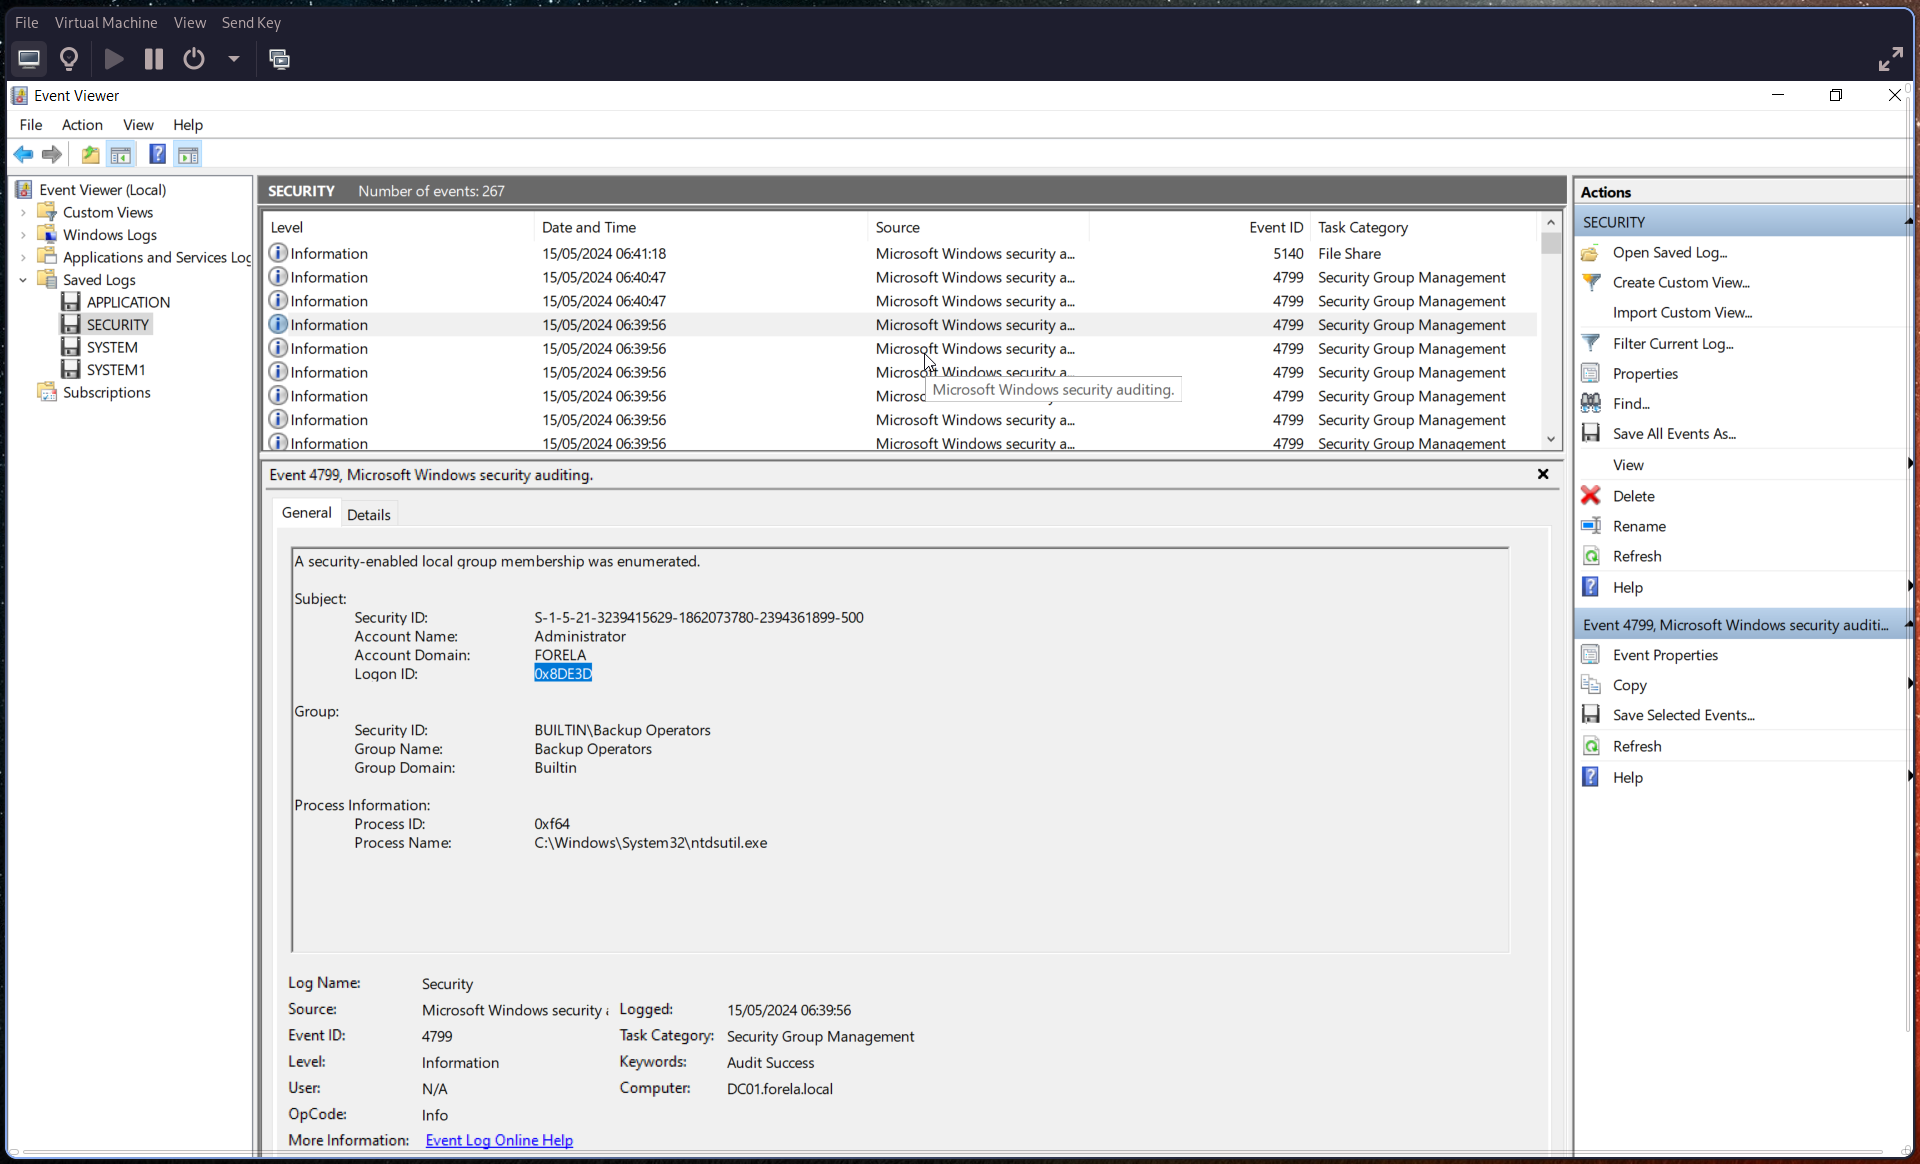 File Virtual Machine View Send Key
Event Viewer
File Action View Help
Event Viewer (Local)
Custom Views
Windows Logs
Applications and Services Log
Saved Logs
APPLICATION
SECURITY
SYSTEM
SYSTEM1
Subscriptions
SECURITY Number of events: 267
Level Date and Time Source Event ID Task Category
Information 15/05/2024 06:41:18 Microsoft Windows security a... 5140 File Share
Information 15/05/2024 06:40:47 Microsoft Windows security a... 4799 Security Group Management
Information 15/05/2024 06:40:47 Microsoft Windows security a... 4799 Security Group Management
Information 15/05/2024 06:39:56 Microsoft Windows security a... 4799 Security Group Management
Information 15/05/2024 06:39:56 Microsoft Windows security a... 4799 Security Group Management
Information 15/05/2024 06:39:56 Microsoft Windows security a... 4799 Security Group Management
Information 15/05/2024 06:39:56 4799 Security Group Management
Microsoft Windows security auditing.
Information 15/05/2024 06:39:56 Microsoft Windows security a... 4799 Security Group Management
Information 15/05/2024 06:39:56 Microsoft Windows security a... 4799 Security Group Management
Event 4799, Microsoft Windows security auditing.
General Details
A security-enabled local group membership was enumerated.
Subject:
Security ID: S-1-5-21-3239415629-1862073780-2394361899-500
Account Name: Administrator
Account Domain: FORELA
Logon ID: 0x8DE3D
Group:
Security ID: BUILTIN\Backup Operators
Group Name: Backup Operators
Group Domain: Builtin
Process Information:
Process ID: 0xf64
Process Name: C:\Windows\System32\ntdsutil.exe
Log Name: Security
Source: Microsoft Windows security Logged: 15/05/2024 06:39:56
Event ID: 4799 Task Category: Security Group Management
Level: Information Keywords: Audit Success
User: N/A Computer: DC01.forela.local
OpCode: Info
More Information: Event Log Online Help
Actions
SECURITY
Open Saved Log...
Create Custom View...
Import Custom View...
Filter Current Log...
Properties
Find...
Save All Events As...
View
Delete
Rename
Refresh
Help
Event 4799, Microsoft Windows security auditi...
Event Properties
Copy
Save Selected Events...
Refresh
Help